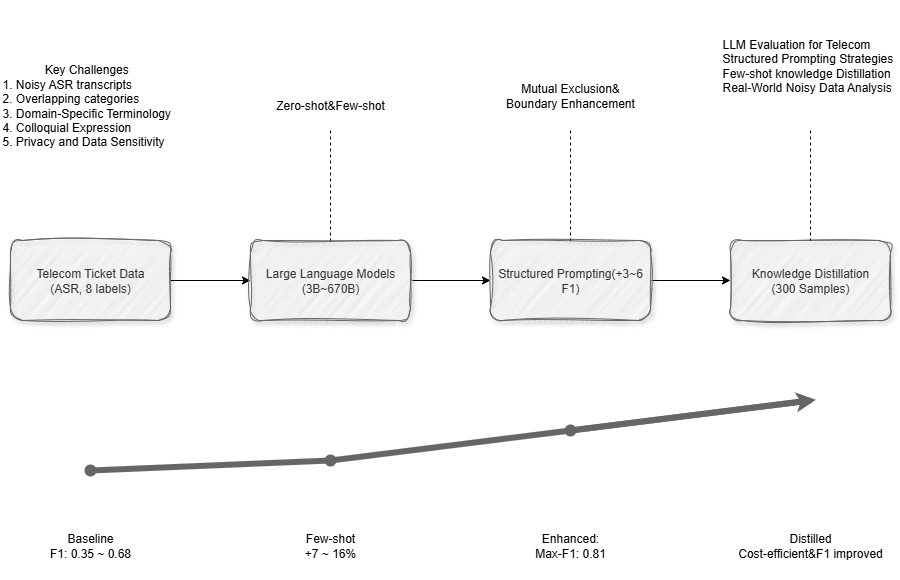 Key Challenges
1. Noisy ASR transcripts
2. Overlapping categories
3. Domain-Specific Terminology
4. Colloquial Expression
5. Privacy and Data Sensitivity
Zero-shot&Few-shot
Mutual Exclusion&
Boundary Enhancement
LLM Evaluation for Telecom
Structured Prompting Strategies
Few-shot knowledge Distillation
Real-World Noisy Data Analysis
Telecom Ticket Data
(ASR, 8 labels)
Large Language Models
(3B~670B)
Structured Prompting(+3~6
F1)
Knowledge Distillation
(300 Samples)
Baseline
F1: 0.35 ~ 0.68
Few-shot
+7 ~ 16%
Enhanced:
Max-F1: 0.81
Distilled
Cost-efficient&F1 improved